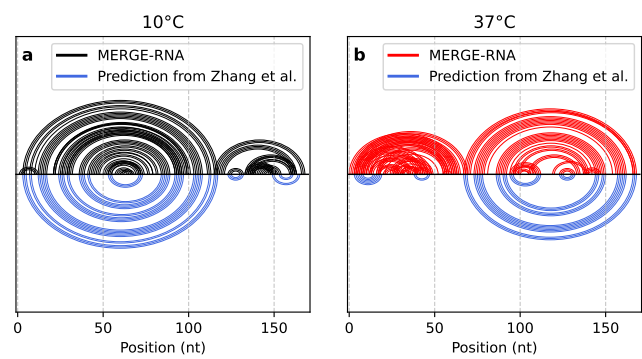 10°C
a
MERGE-RNA
Prediction from Zhang et al.
0 50 100 150
Position (nt)
37°C
b
MERGE-RNA
Prediction from Zhang et al.
0 50 100 150
Position (nt)